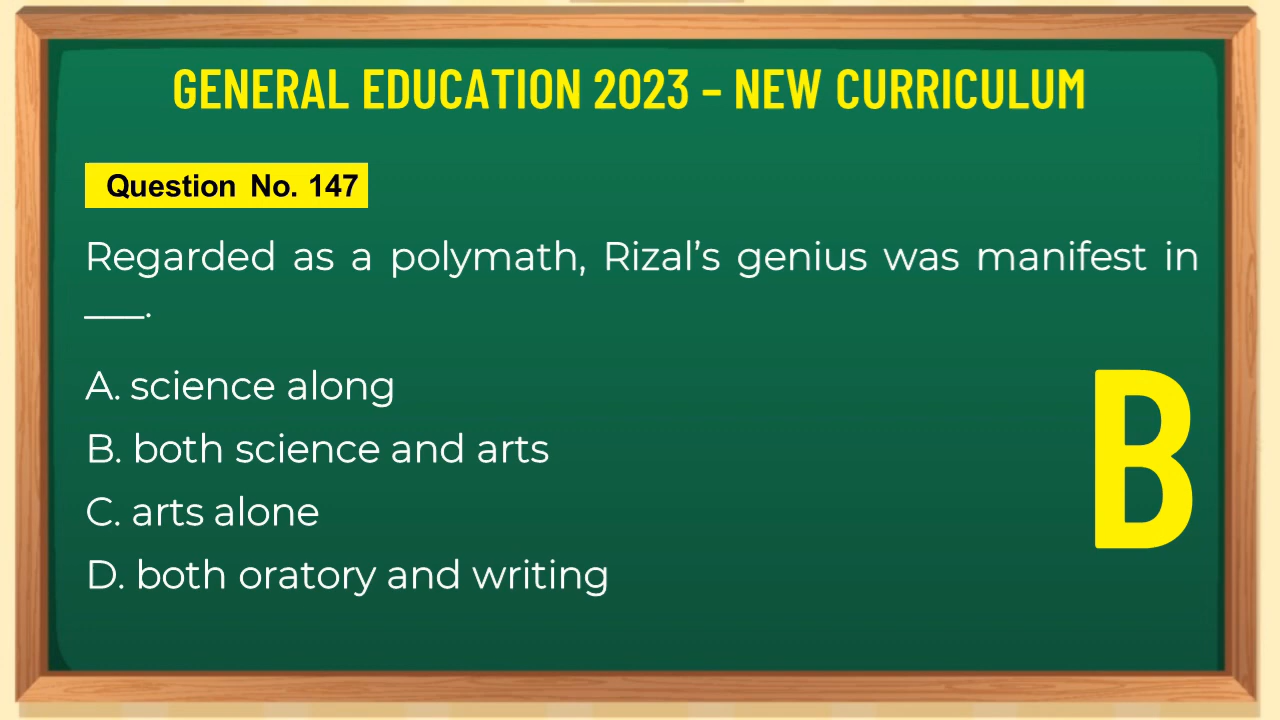 GENERAL EDUCATION 2023 – NEW CURRICULUM
Question No. 147
Regarded as a polymath, Rizal’s genius was manifest in
___.
A. science along
B. both science and arts
C. arts alone
D. both oratory and writing
B